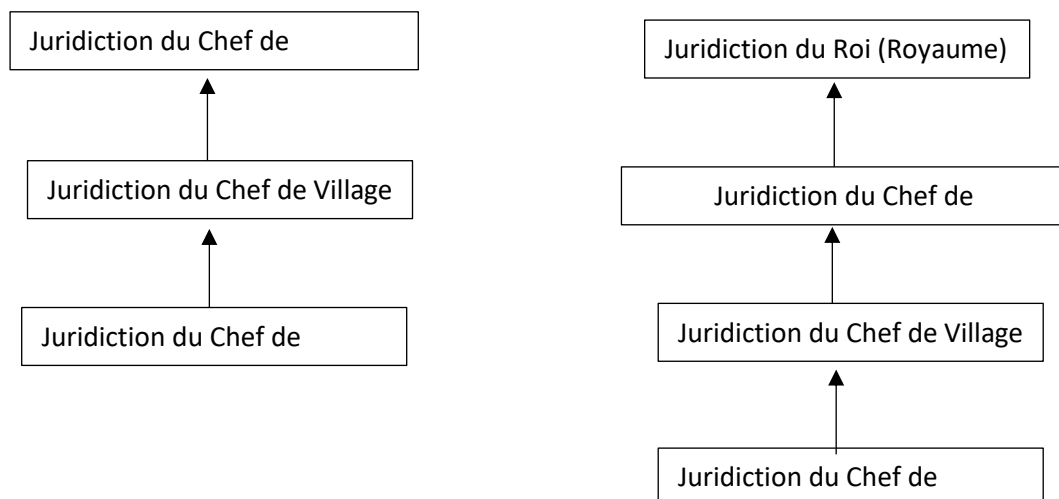 Juridiction du Chef de
Juridiction du Chef de Village
Juridiction du Chef de
Juridiction du Roi (Royaume)
Juridiction du Chef de
Juridiction du Chef de Village
Juridiction du Chef de